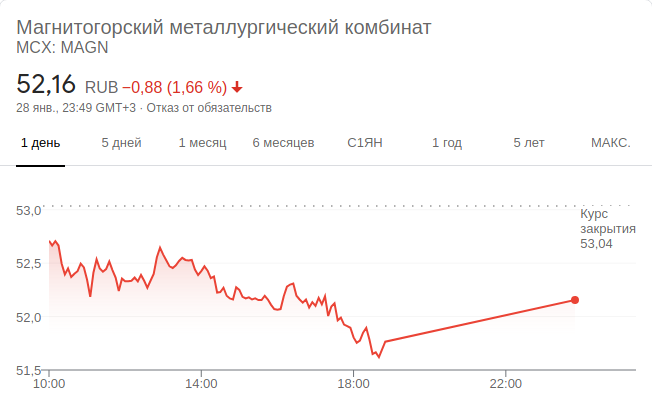 Магнитогорский металлургический комбинат
MCX: MAGN
52,16 RUB −0,88 (1,66 %)
28 янв., 23:49 GMT+3 · Отказ от обязательств
1 день 5 дней 1 месяц 6 месяцев С1ЯН 1 год 5 лет МАКС.
53,0
Курс
закрытия
53,04
52,5
52,0
51,5
10:00 14:00 18:00 22:00